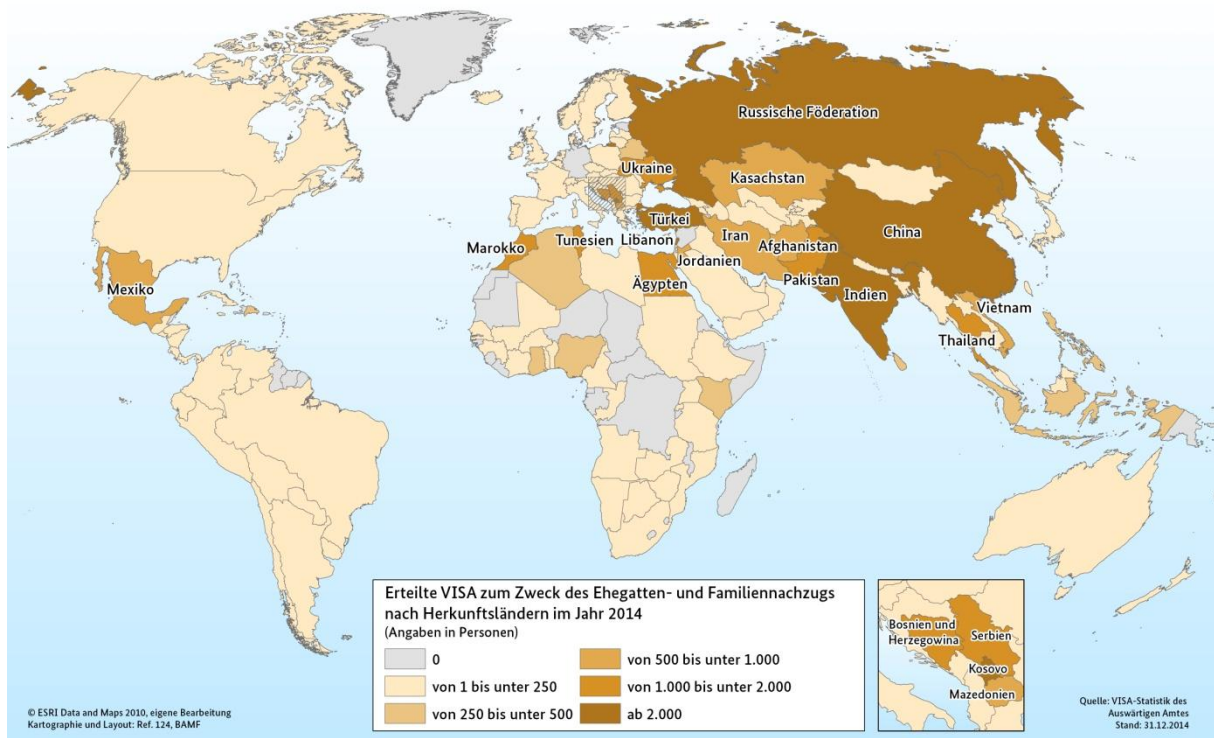 Russische Föderation
Ukraine
Kasachstan
Türkei
China
Marokko
Tunesien
Libanon
Iran
Afghanistan
Jordanien
Mexiko
Ägypten
Pakistan
Indien
Vietnam
Thailand
Erteilte VISA zum Zweck des Ehegatten- und Familiennachzugs
nach Herkunftsländern im Jahr 2014
(Angaben in Personen)
0
von 1 bis unter 250
von 250 bis unter 500
von 500 bis unter 1.000
von 1.000 bis unter 2.000
ab 2.000
Bosnien und
Herzegowina
Serbien
Kosovo
Mazedonien
© ESRI Data and Maps 2010, eigene Bearbeitung
Kartographie und Layout: Ref. 124, BAMF
Quelle: VISA-Statistik des
Auswärtigen Amtes
Stand: 31.12.2014